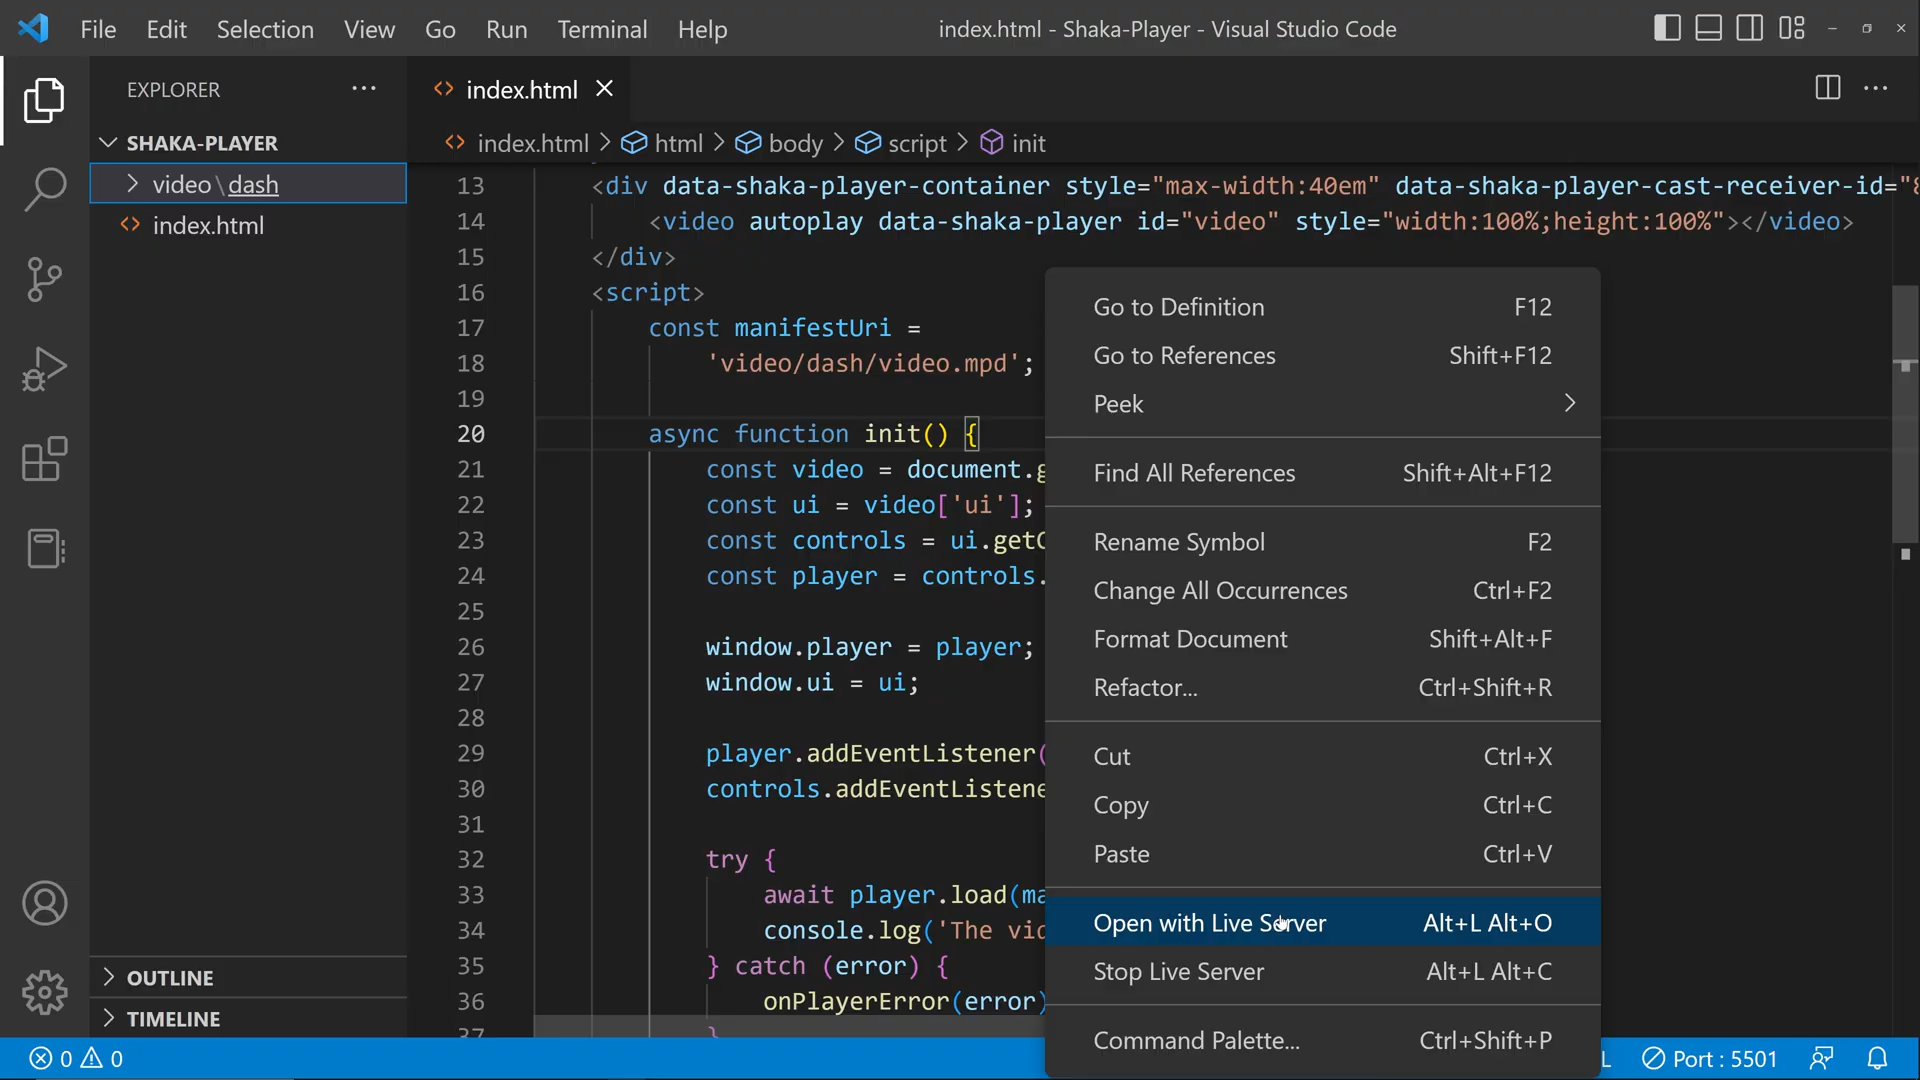 File Edit Selection View Go Run Terminal Help
index.html - Shaka-Player - Visual Studio Code
EXPLORER
SHAKA-PLAYER
video\dash
index.html
OUTLINE
TIMELINE
index.html
index.html > html > body > script > init
13 <div data-shaka-player-container style="max-width:40em" data-shaka-player-cast-receiver-id="
14 <video autoplay data-shaka-player id="video" style="width:100%;height:100%"></video>
15 </div>
16 <script>
17 const manifestUri =
18 'video/dash/video.mpd';
19
20 async function init() {
21 const video = document.g
22 const ui = video['ui'];
23 const controls = ui.getC
24 const player = controls.
25
26 window.player = player;
27 window.ui = ui;
28
29 player.addEventListener(
30 controls.addEventListene
31
32 try {
33 await player.load(ma
34 console.log('The vid
35 } catch (error) {
36 onPlayerError(error)
37 }
Go to Definition F12
Go to References Shift+F12
Peek
Find All References Shift+Alt+F12
Rename Symbol F2
Change All Occurrences Ctrl+F2
Format Document Shift+Alt+F
Refactor... Ctrl+Shift+R
Cut Ctrl+X
Copy Ctrl+C
Paste Ctrl+V
Open with Live Server Alt+L Alt+O
Stop Live Server Alt+L Alt+C
Command Palette... Ctrl+Shift+P
0 0
L Port : 5501